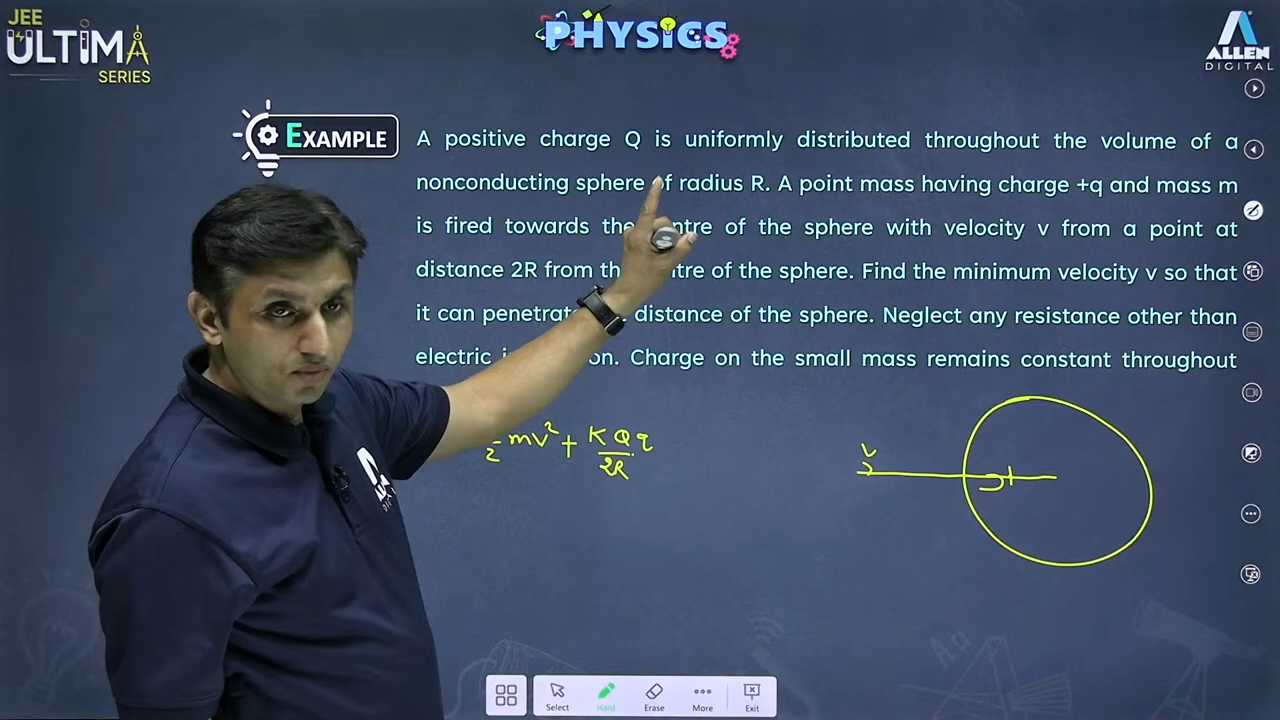 JEE
ULTIMA
SERIES
PHYSICS
ALLEN
DIGITAL
EXAMPLE
A positive charge Q is uniformly distributed throughout the volume of a
nonconducting sphere of radius R. A point mass having charge +q and mass m
is fired towards the centre of the sphere with velocity v from a point at
distance 2R from the centre of the sphere. Find the minimum velocity v so that
it can penetrate distance of the sphere. Neglect any resistance other than
electric Charge on the small mass remains constant throughout
mv² + KQq
2R
v
Select
Hard
Erase
More
Exit